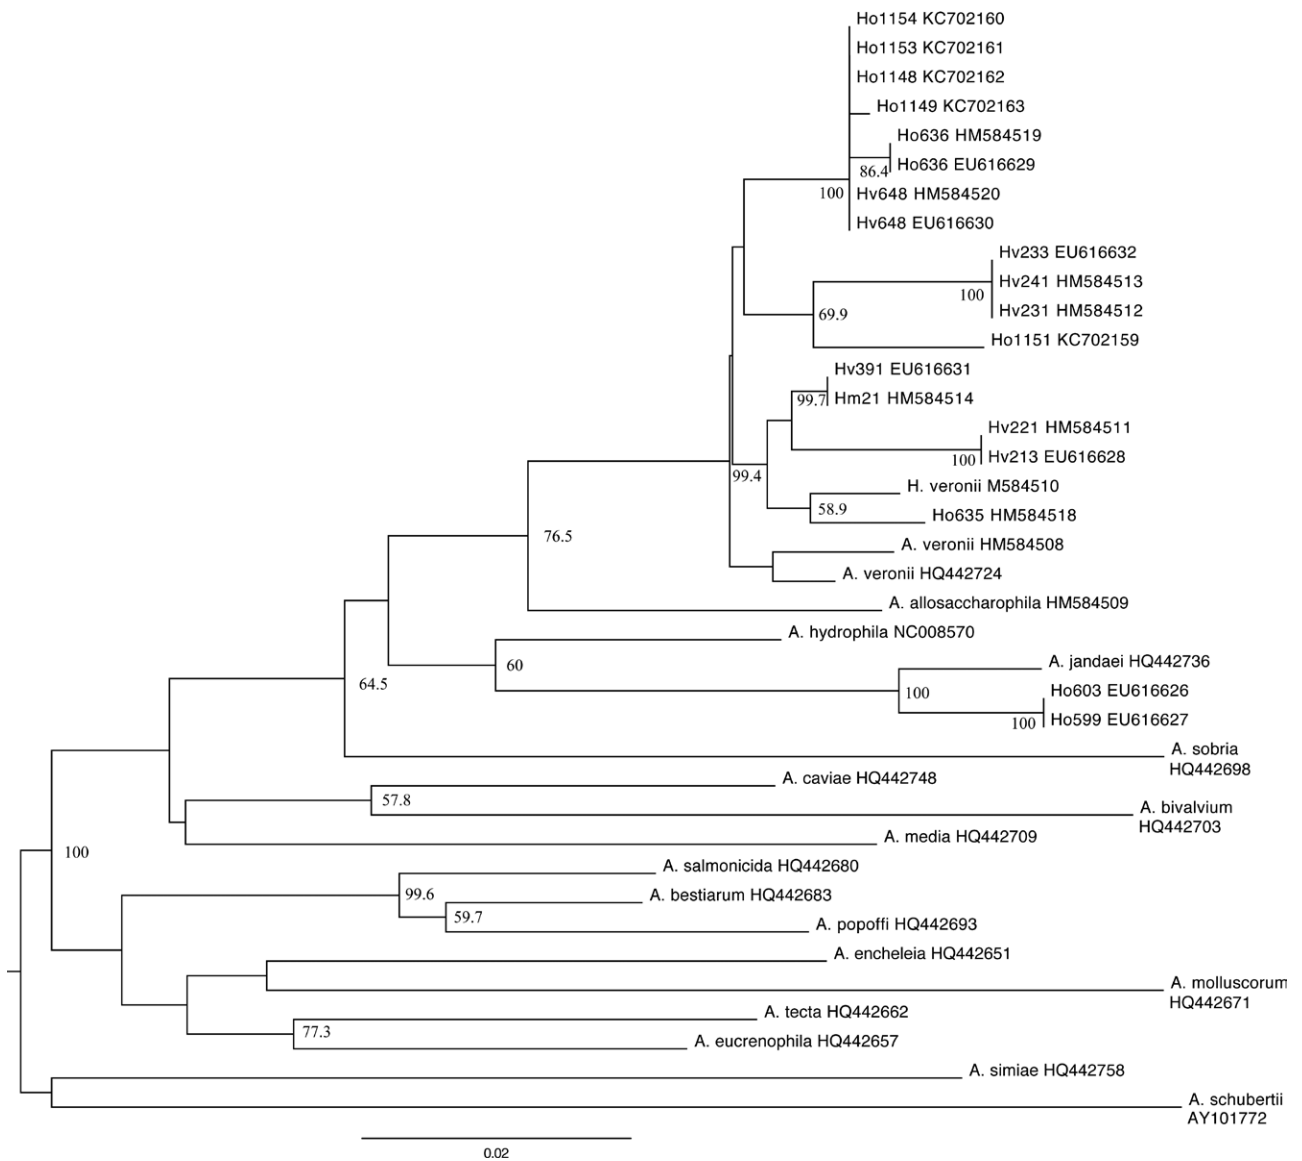 Ho1154 KC702160
Ho1153 KC702161
Ho1148 KC702162
Ho1149 KC702163
Ho636 HM584519
Ho636 EU616629
86.4
Hv648 HM584520
100
Hv648 EU616630
Hv233 EU616632
Hv241 HM584513
100
Hv231 HM584512
69.9
Ho1151 KC702159
Hv391 EU616631
99.7
Hm21 HM584514
Hv221 HM584511
Hv213 EU616628
100
99.4
H. veronii M584510
58.9
Ho635 HM584518
76.5
A. veronii HM584508
A. veronii HQ442724
A. allosaccharophila HM584509
A. hydrophila NC008570
60
A. jandaei HQ442736
64.5
100
Ho603 EU616626
100
Ho599 EU616627
A. sobria
HQ442698
A. caviae HQ442748
57.8
A. bivalvium
HQ442703
A. media HQ442709
100
A. salmonicida HQ442680
99.6
A. bestiarum HQ442683
59.7
A. popoffi HQ442693
A. encheleia HQ442651
A. molluscorum
HQ442671
A. tecta HQ442662
77.3
A. eucrenophila HQ442657
A. simiae HQ442758
A. schubertii
AY101772
0.02